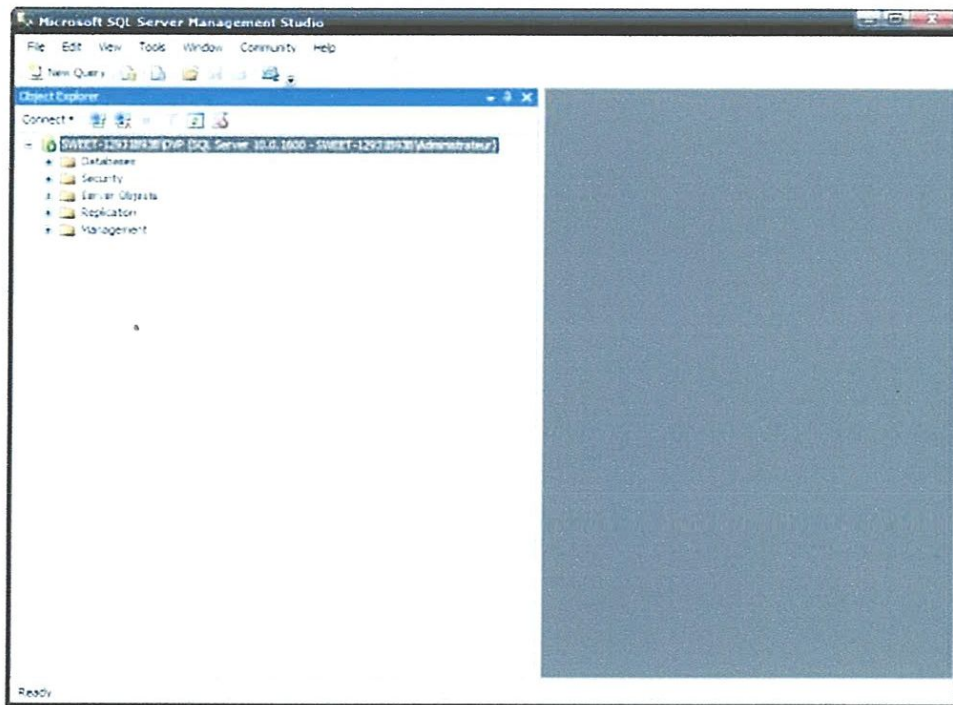 Microsoft SQL Server Management Studio
File Edit View Tools Window Community Help
New Query
Object Explorer
Connect
(SQL Server 10.0.1600 - \Administrateur)
Databases
Security
Server Objects
Replication
Management
Ready